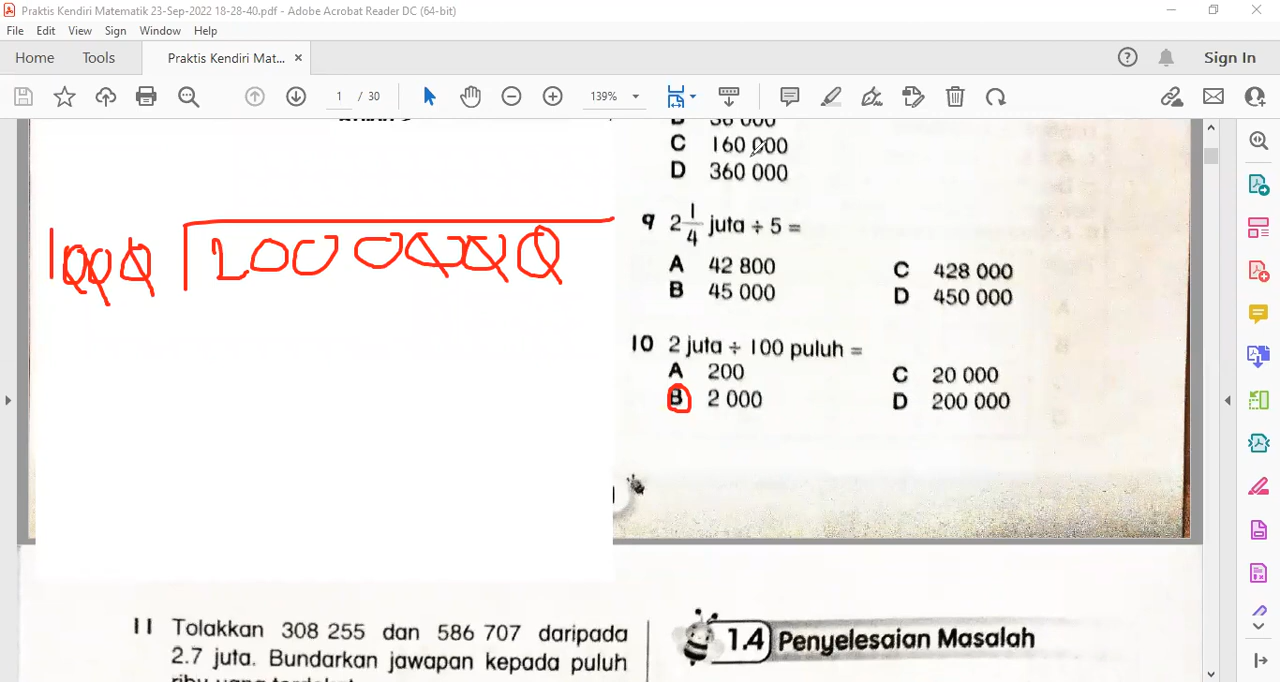 Praktis Kendiri Matematik 23-Sep-2022 18-28-40.pdf - Adobe Acrobat Reader DC (64-bit)
File Edit View Sign Window Help
Home Tools Praktis Kendiri Mat... × Sign In
1 / 30 139%
36 000
C 160 000
D 360 000
9 2 1/4 juta ÷ 5 =
A 42 800 C 428 000
B 45 000 D 450 000
10 2 juta ÷ 100 puluh =
A 200 C 20 000
B 2 000 D 200 000
1000 2000000
11 Tolakkan 308 255 dan 586 707 daripada
2.7 juta. Bundarkan jawapan kepada puluh
1.4 Penyelesaian Masalah